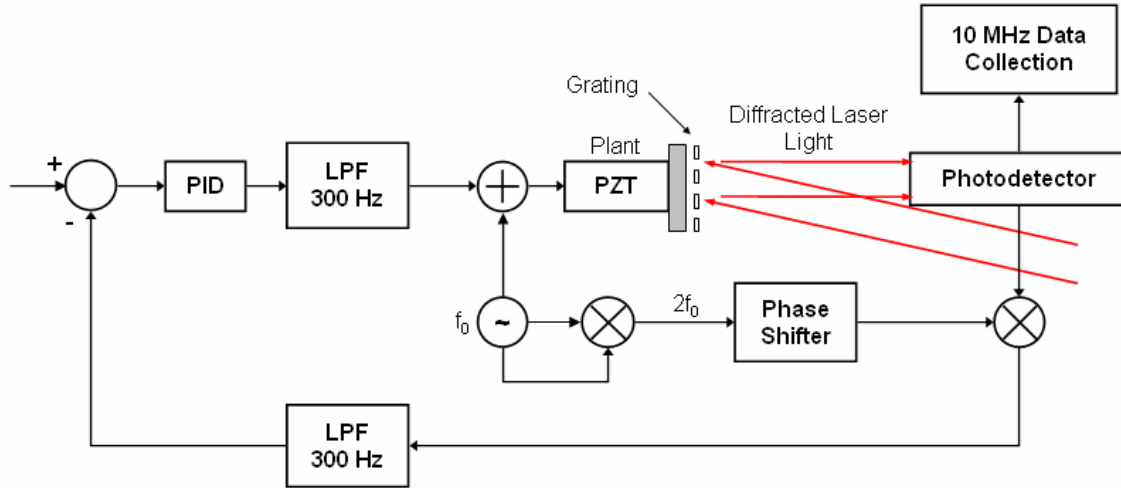 10 MHz Data
Collection
Grating
Diffracted Laser
Light
Plant
+
-
PID
LPF
300 Hz
+
PZT
Photodetector
f₀
~
2f₀
Phase
Shifter
LPF
300 Hz